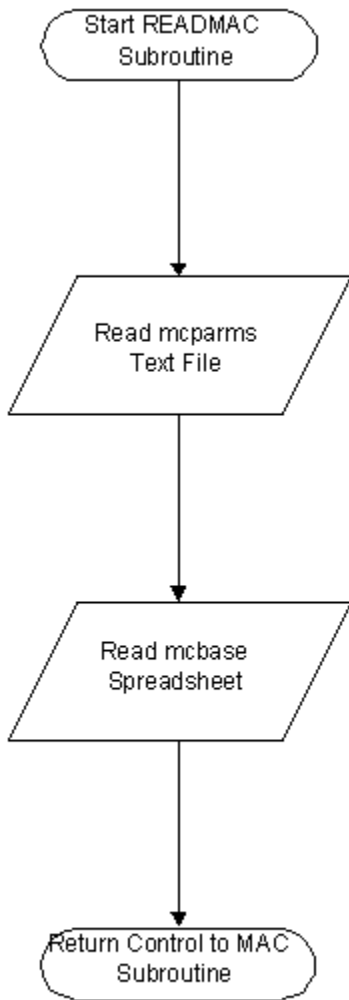 Start READMAC
Subroutine
Read mcparms
Text File
Read mcbase
Spreadsheet
Return Control to MAC
Subroutine